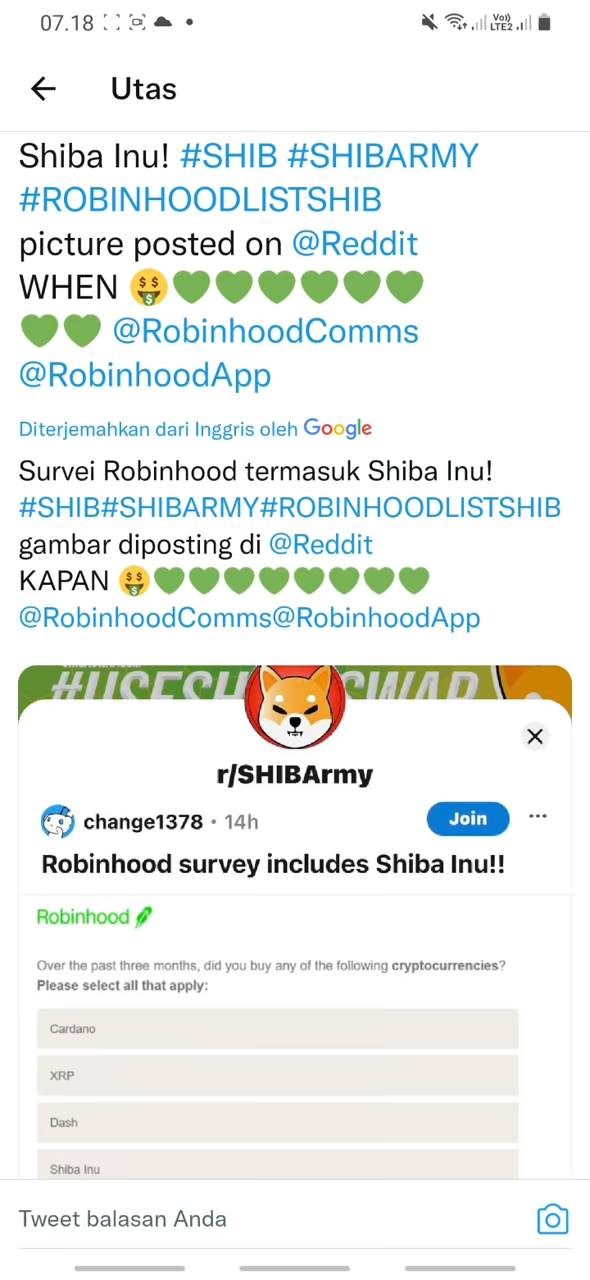 07.18
Vo))
LTE2
Utas
Shiba Inu! #SHIB #SHIBARMY
#ROBINHOODLISTSHIB
picture posted on @Reddit
WHEN 🤑💚💚💚💚💚💚
💚💚 @RobinhoodComms
@RobinhoodApp
Diterjemahkan dari Inggris oleh Google
Survei Robinhood termasuk Shiba Inu!
#SHIB#SHIBARMY#ROBINHOODLISTSHIB
gambar diposting di @Reddit
KAPAN 🤑💚💚💚💚💚💚💚💚
@RobinhoodComms@RobinhoodApp
r/SHIBArmy
change1378 • 14h
Join
Robinhood survey includes Shiba Inu!!
Robinhood
Over the past three months, did you buy any of the following cryptocurrencies?
Please select all that apply:
Cardano
XRP
Dash
Shiba Inu
Tweet balasan Anda